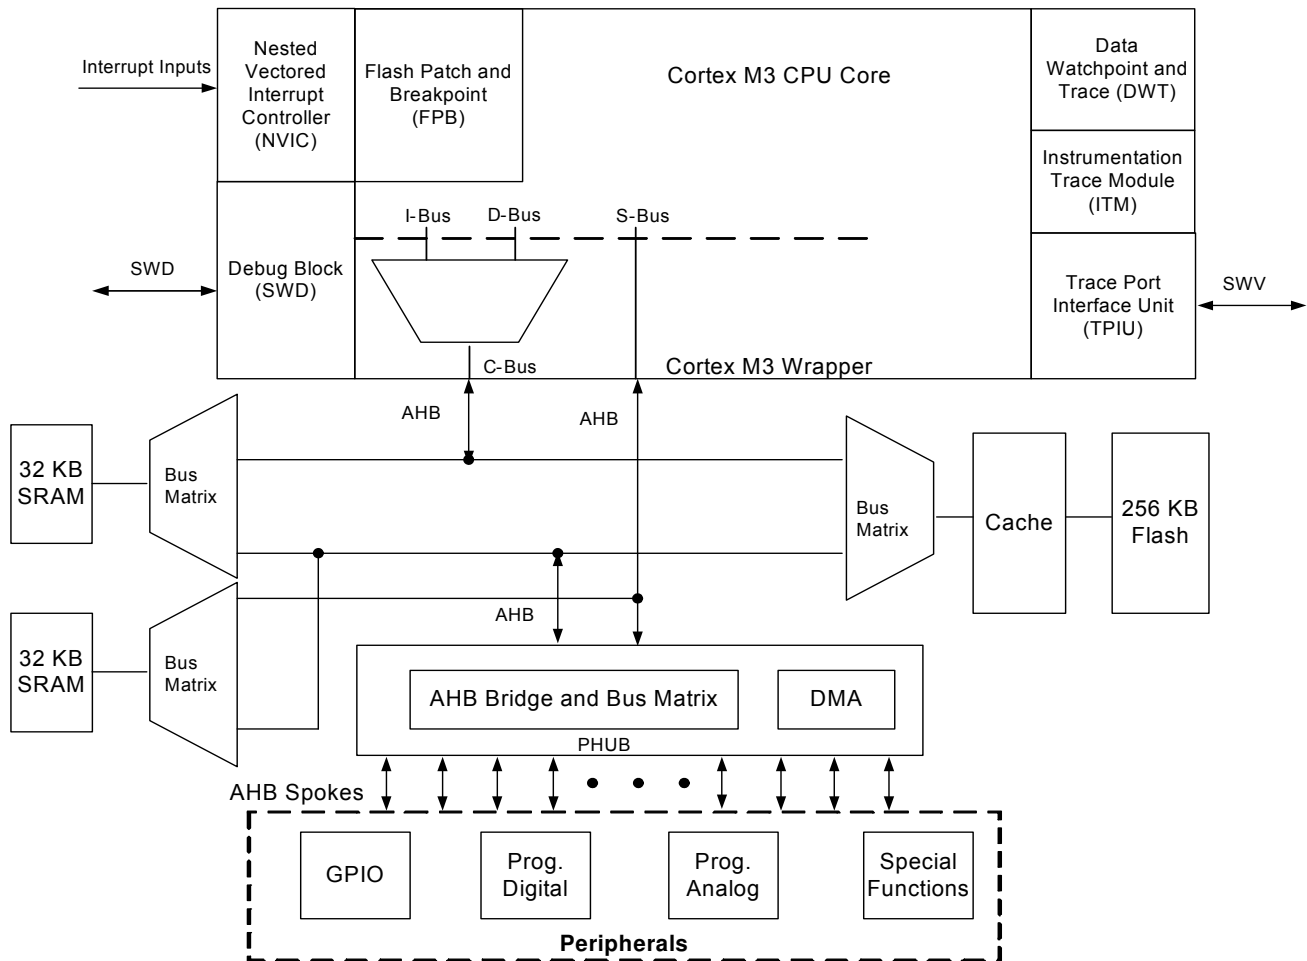 Nested
Vectored
Interrupt
Controller
(NVIC)
Flash Patch and
Breakpoint
(FPB)
Cortex M3 CPU Core
Data
Watchpoint and
Trace (DWT)
Interrupt Inputs
Instrumentation
Trace Module
(ITM)
I-Bus
D-Bus
S-Bus
SWD
Debug Block
(SWD)
Trace Port
Interface Unit
(TPIU)
SWV
C-Bus
Cortex M3 Wrapper
AHB
AHB
32 KB
SRAM
Bus
Matrix
Bus
Matrix
Cache
256 KB
Flash
AHB
32 KB
SRAM
Bus
Matrix
AHB Bridge and Bus Matrix
DMA
PHUB
AHB Spokes
GPIO
Prog.
Digital
Prog.
Analog
Special
Functions
Peripherals